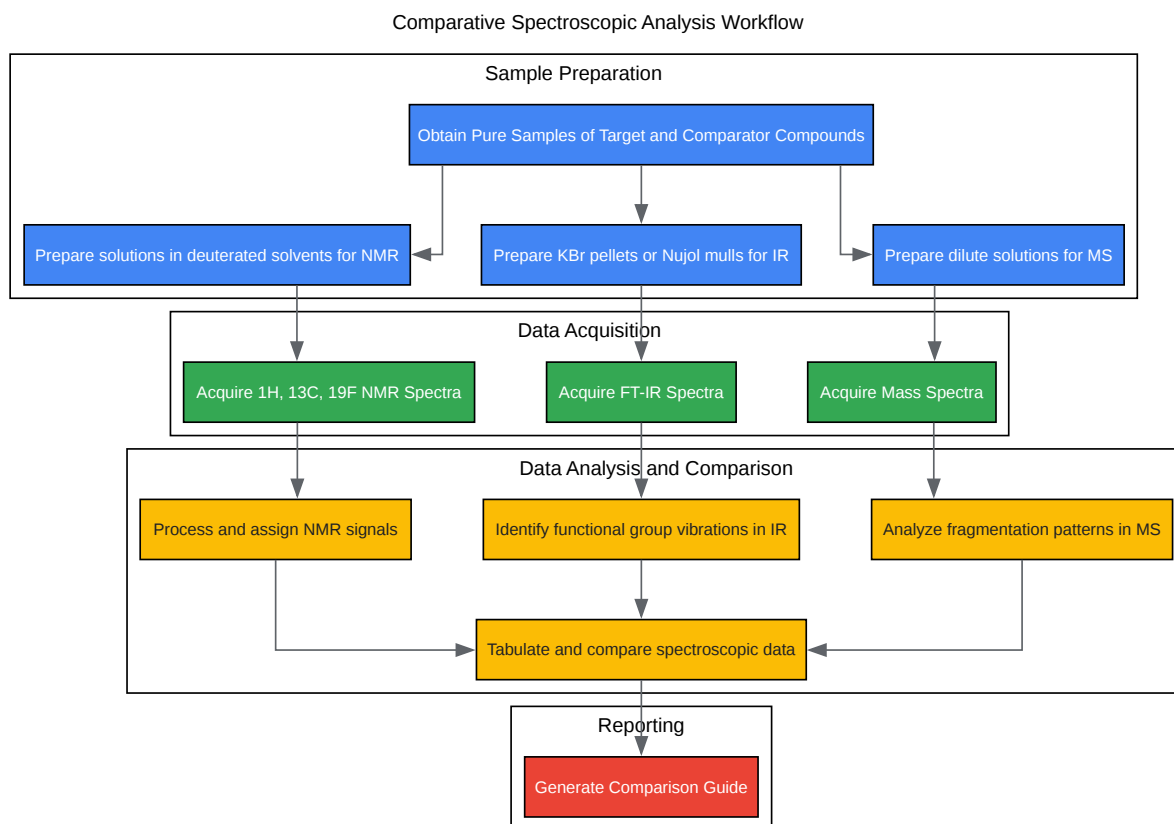 Comparative Spectroscopic Analysis Workflow
Sample Preparation
Obtain Pure Samples of Target and Comparator Compounds
Prepare solutions in deuterated solvents for NMR
Prepare KBr pellets or Nujol mulls for IR
Prepare dilute solutions for MS
Data Acquisition
Acquire 1H, 13C, 19F NMR Spectra
Acquire FT-IR Spectra
Acquire Mass Spectra
Data Analysis and Comparison
Process and assign NMR signals
Identify functional group vibrations in IR
Analyze fragmentation patterns in MS
Tabulate and compare spectroscopic data
Reporting
Generate Comparison Guide